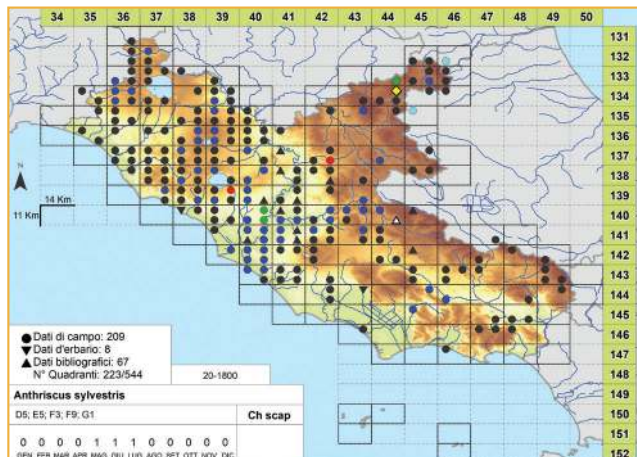 34 35 36 37 38 39 40 41 42 43 44 45 46 47 48 49 50
131
132
133
134
135
136
137
138
139
140
141
142
143
144
145
146
147
148
149
150
151
152
N
14 Km
11 Km
Dati di campo: 209
Dati d'erbario: 8
Dati bibliografici: 67
N° Quadranti: 223/544
20-1800
Anthriscus sylvestris
D5; E5; F3; F9; G1
Ch scap
0 0 0 0 1 1 1 0 0 0 0 0
GEN FEB MAR APR MAG GIU LUG AGO SET OTT NOV DIC